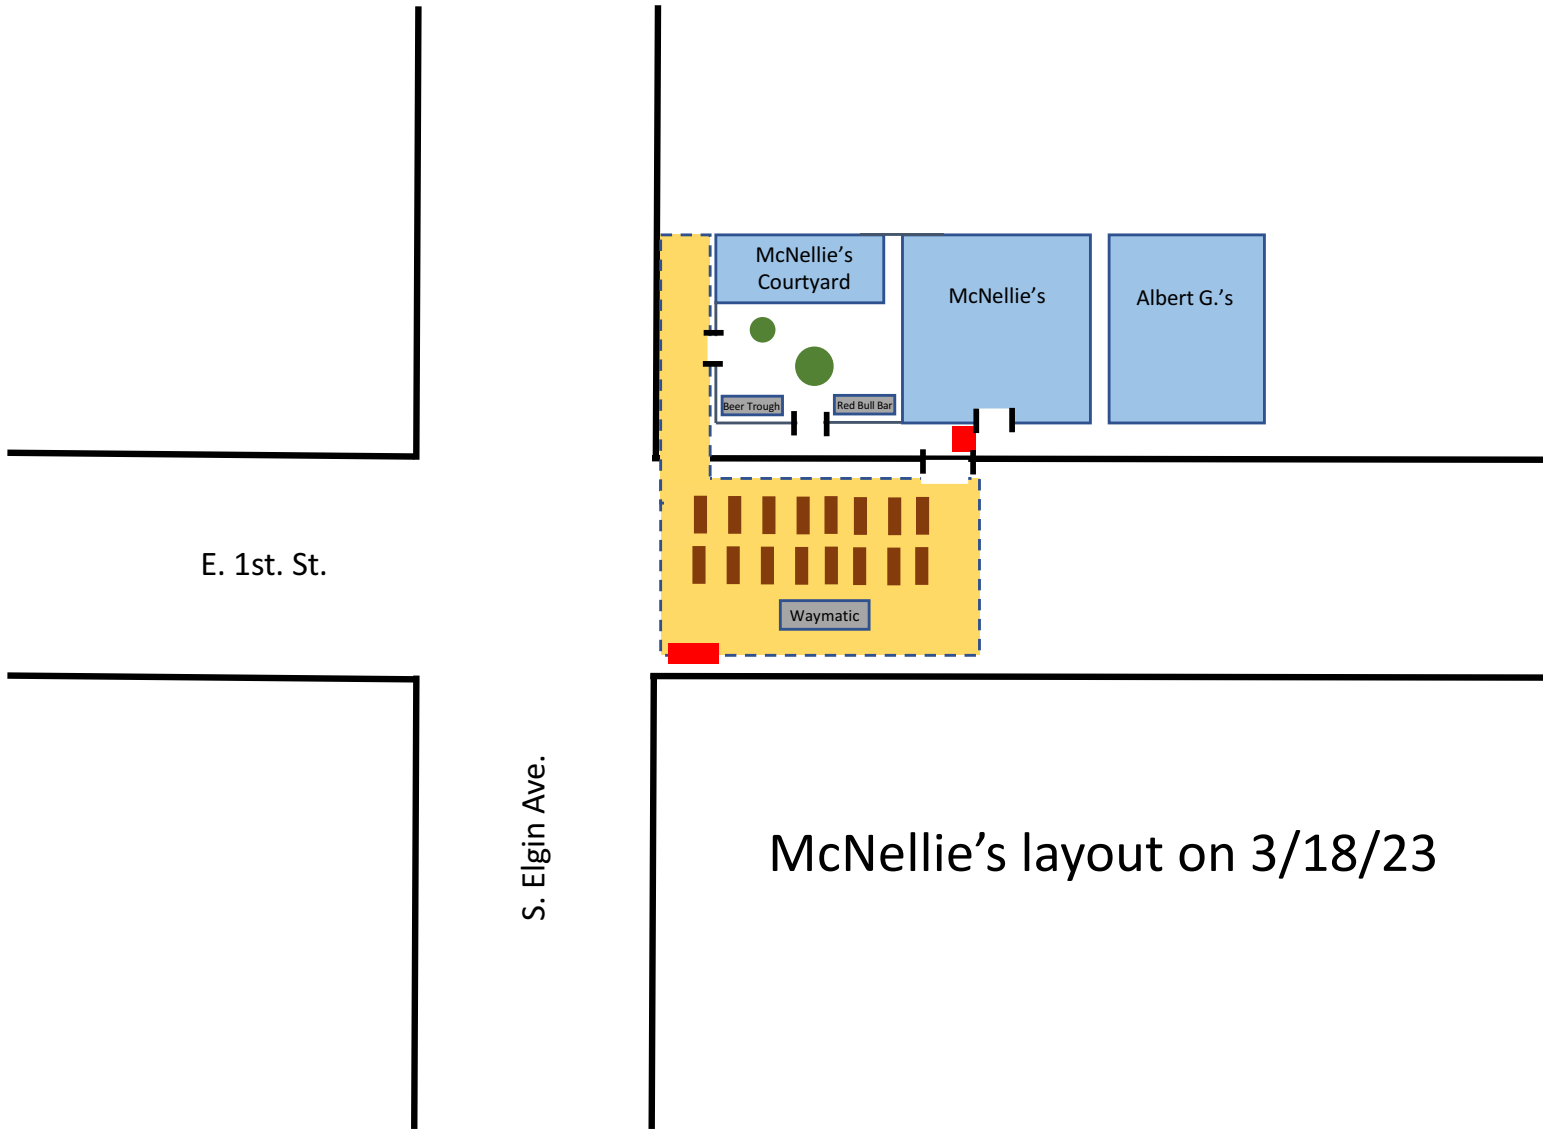 McNellie’s
Courtyard
McNellie’s
Albert G.’s
Beer Trough
Red Bull Bar
E. 1st. St.
Waymatic
S. Elgin Ave.
McNellie’s layout on 3/18/23